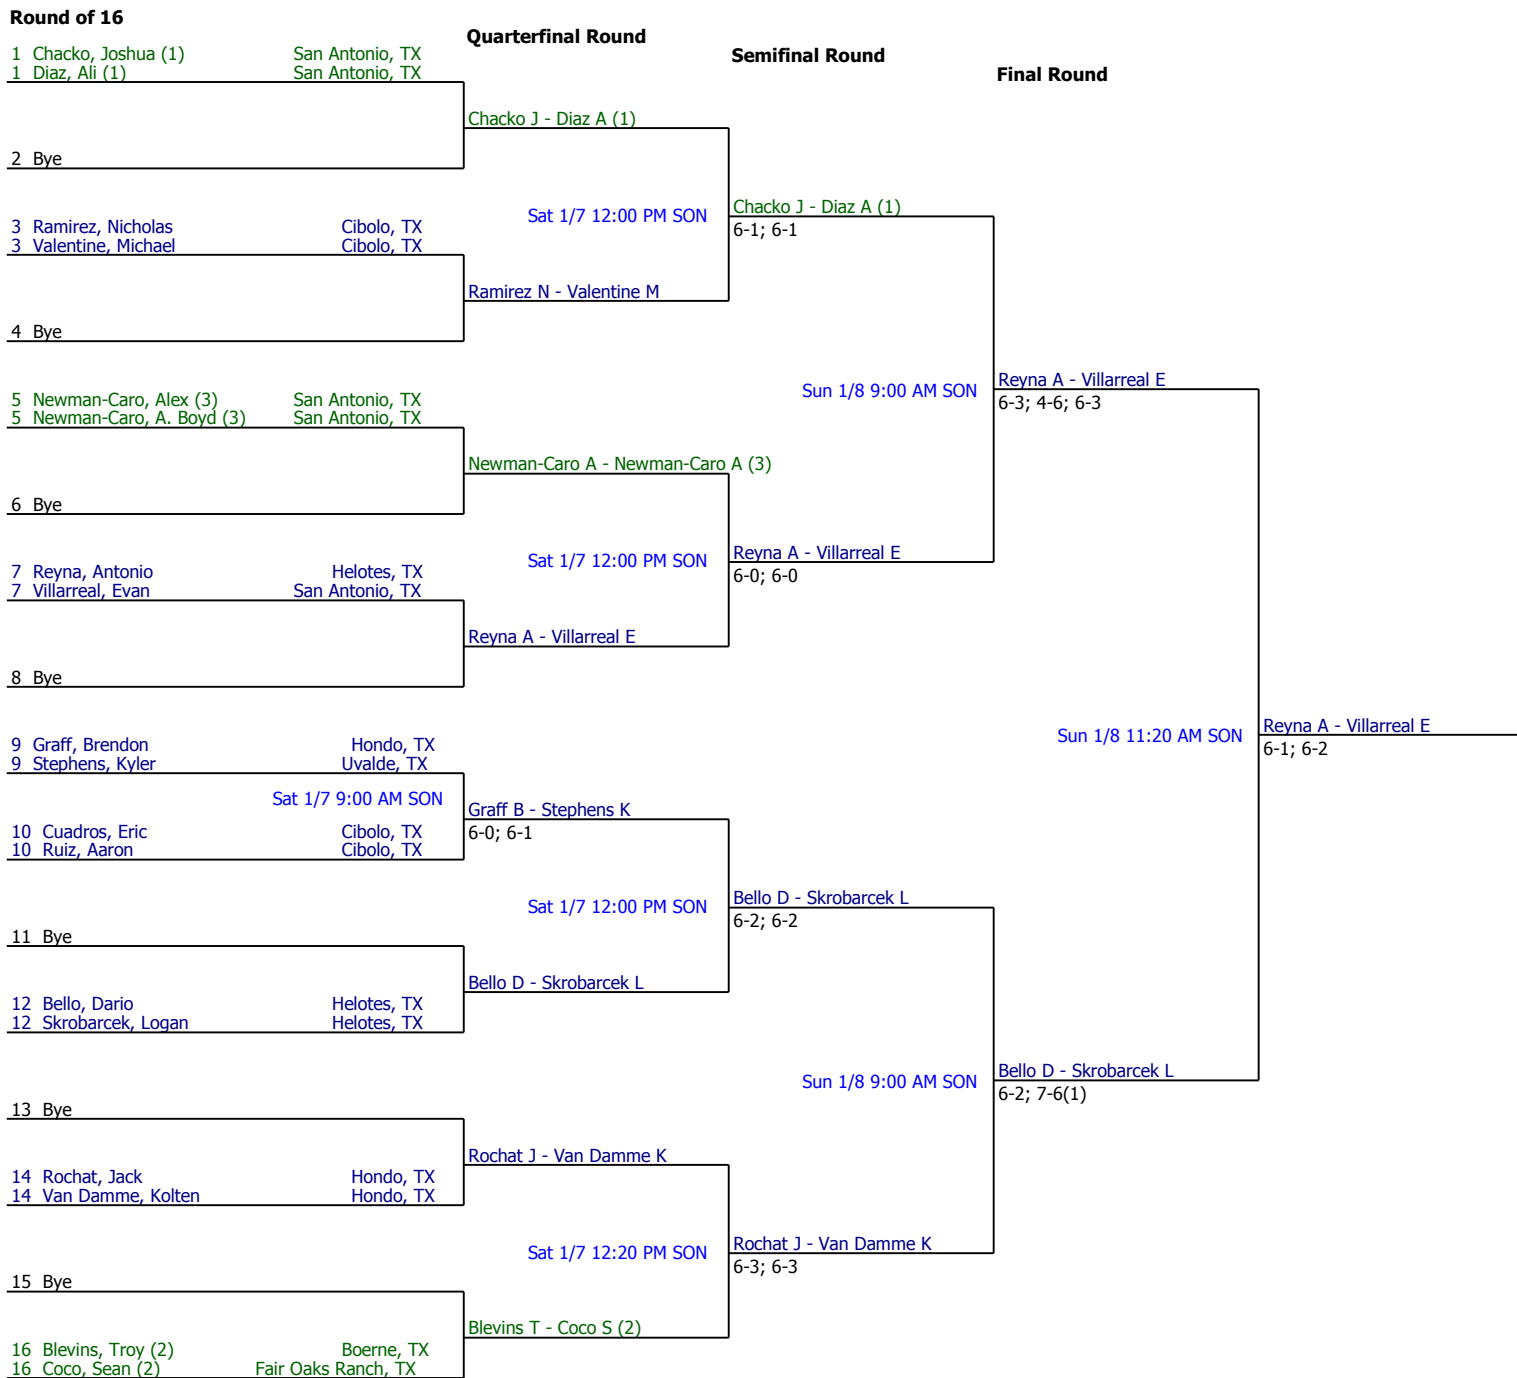 Round of 16
Quarterfinal Round
Semifinal Round
Final Round
1 Chacko, Joshua (1) San Antonio, TX
1 Diaz, Ali (1) San Antonio, TX
Chacko J - Diaz A (1)
2 Bye
Sat 1/7 12:00 PM SON
Chacko J - Diaz A (1)
6-1; 6-1
3 Ramirez, Nicholas Cibolo, TX
3 Valentine, Michael Cibolo, TX
Ramirez N - Valentine M
4 Bye
Sun 1/8 9:00 AM SON
Reyna A - Villarreal E
6-3; 4-6; 6-3
5 Newman-Caro, Alex (3) San Antonio, TX
5 Newman-Caro, A. Boyd (3) San Antonio, TX
Newman-Caro A - Newman-Caro A (3)
6 Bye
Sat 1/7 12:00 PM SON
Reyna A - Villarreal E
6-0; 6-0
7 Reyna, Antonio Helotes, TX
7 Villarreal, Evan San Antonio, TX
Reyna A - Villarreal E
8 Bye
Sun 1/8 11:20 AM SON
Reyna A - Villarreal E
6-1; 6-2
9 Graff, Brendon Hondo, TX
9 Stephens, Kyler Uvalde, TX
Sat 1/7 9:00 AM SON
Graff B - Stephens K
6-0; 6-1
10 Cuadros, Eric Cibolo, TX
10 Ruiz, Aaron Cibolo, TX
Sat 1/7 12:00 PM SON
Bello D - Skrobarcek L
6-2; 6-2
11 Bye
Bello D - Skrobarcek L
12 Bello, Dario Helotes, TX
12 Skrobarcek, Logan Helotes, TX
Sun 1/8 9:00 AM SON
Bello D - Skrobarcek L
6-2; 7-6(1)
13 Bye
Rochat J - Van Damme K
14 Rochat, Jack Hondo, TX
14 Van Damme, Kolten Hondo, TX
Sat 1/7 12:20 PM SON
Rochat J - Van Damme K
6-3; 6-3
15 Bye
Blevins T - Coco S (2)
16 Blevins, Troy (2) Boerne, TX
16 Coco, Sean (2) Fair Oaks Ranch, TX